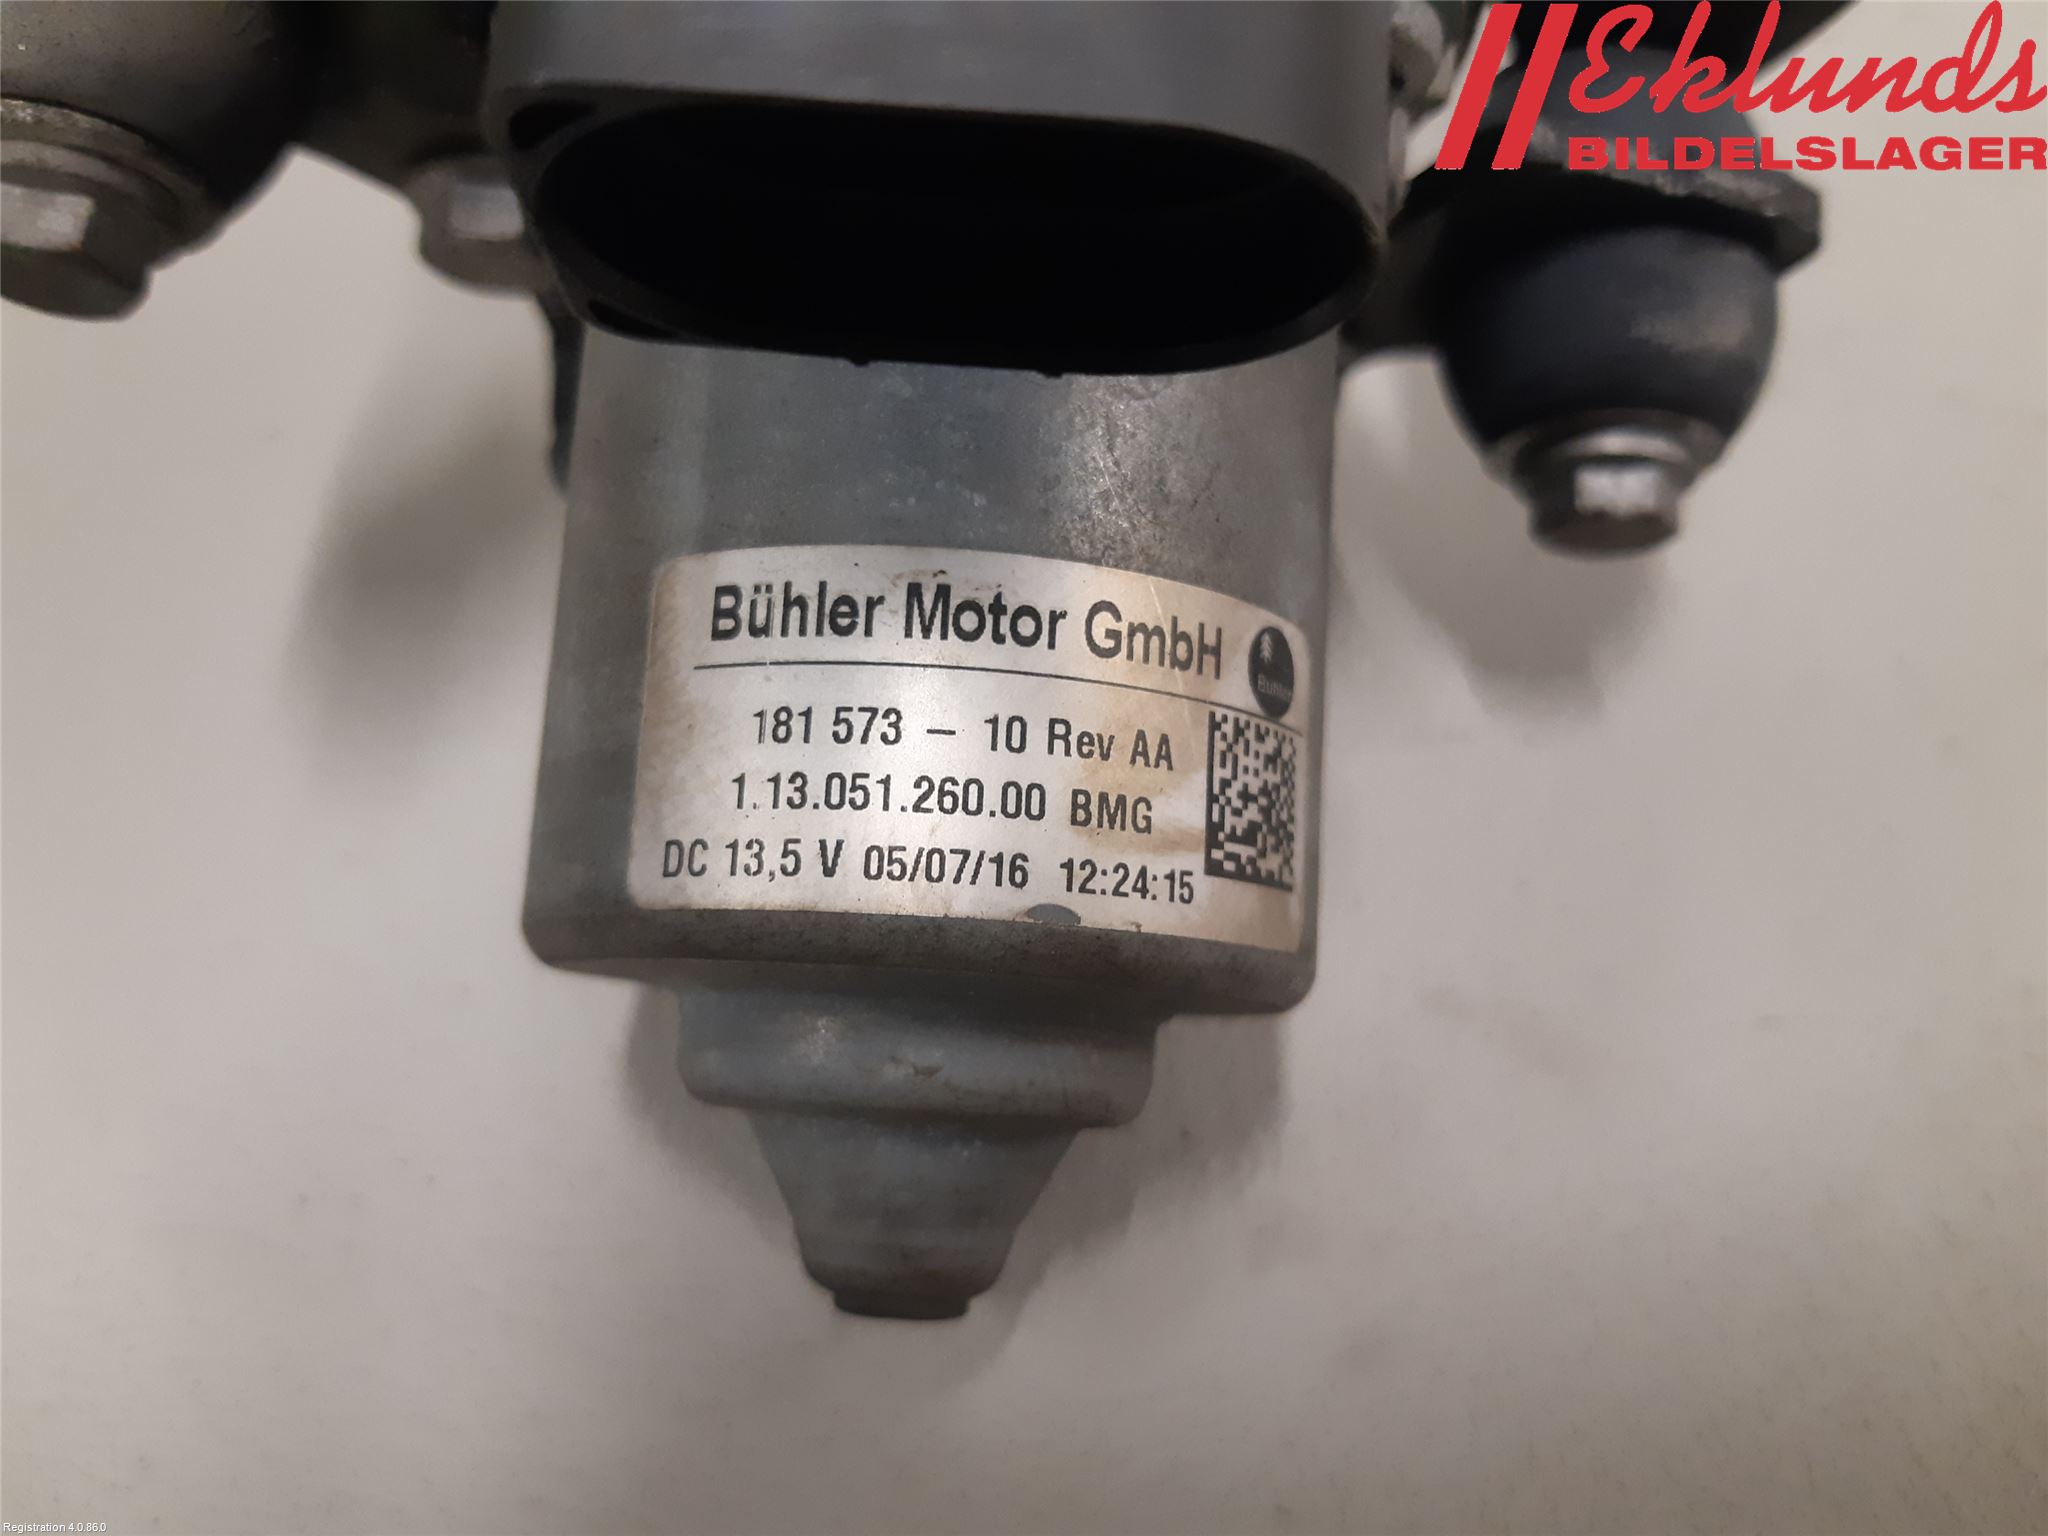 Eklunds
BILDELSLAGER
Bühler Motor GmbH
Bühler
181 573 – 10 Rev AA
1.13.051.260.00 BMG
DC 13,5 V 05/07/16 12:24:15
Registration 4.0.86.0